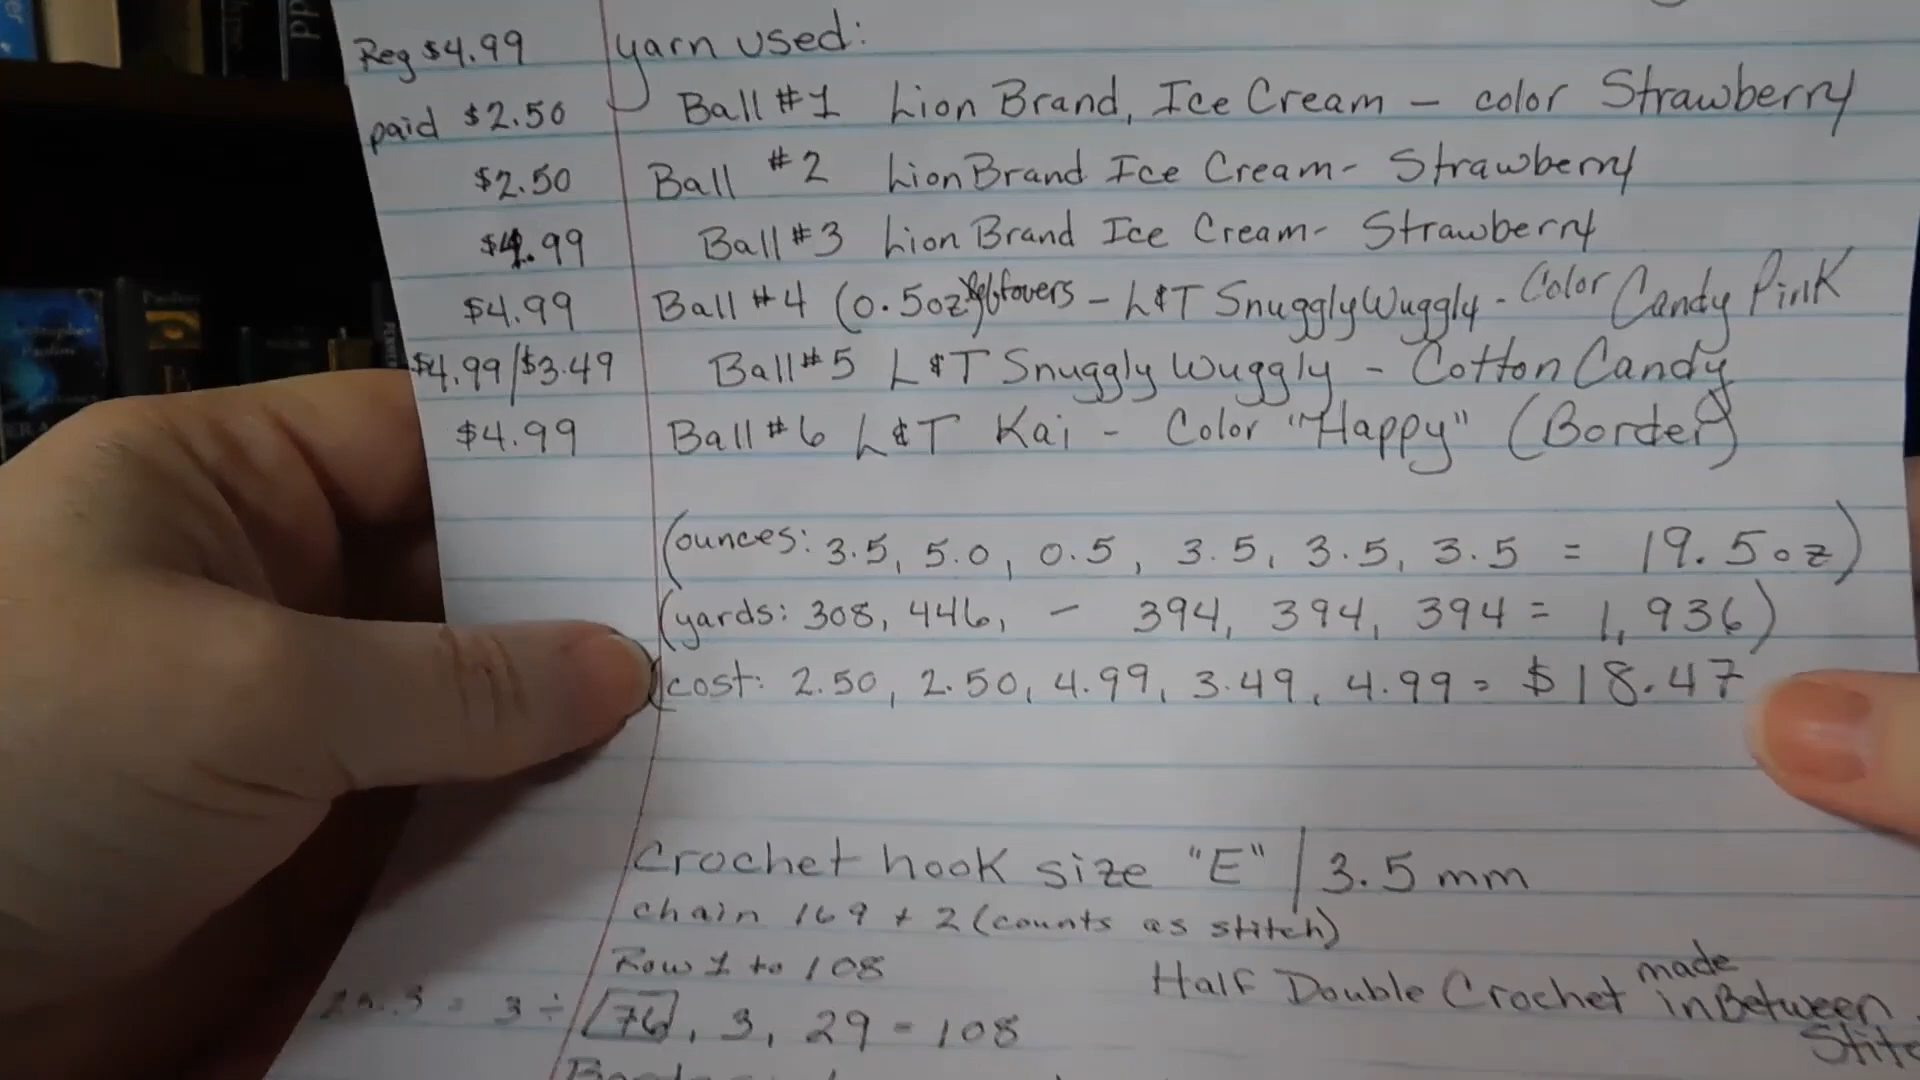 Reg $4.99 yarn used:
paid $2.50 Ball #1 Lion Brand, Ice Cream - color Strawberry
$2.50 Ball #2 Lion Brand Ice Cream - Strawberry
$4.99 Ball #3 Lion Brand Ice Cream - Strawberry
$4.99 Ball #4 (0.5oz) leftovers - L&T SnugglyWuggly - Color Candy Pink
$4.99/$3.49 Ball #5 L&T Snuggly Wuggly - Cotton Candy
$4.99 Ball #6 L&T Kai - Color "Happy" (Border)
(ounces: 3.5, 5.0, 0.5, 3.5, 3.5, 3.5 = 19.5oz)
(yards: 308, 446, - 394, 394, 394 = 1,936)
(cost: 2.50, 2.50, 4.99, 3.49, 4.99 = $18.47
Crochet hook size "E" / 3.5 mm
chain 169 + 2 (counts as stitch)
Row 1 to 108
Half Double Crochet made inBetween
3 ÷ 76, 3, 29 = 108